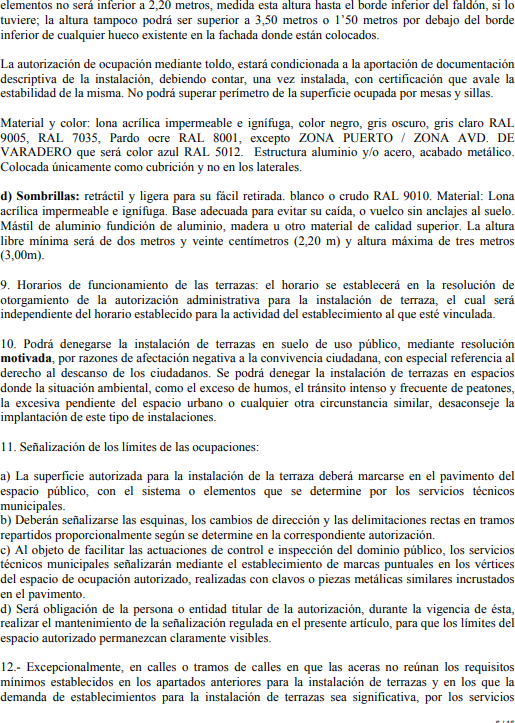 elementos no será inferior a 2,20 metros, medida esta altura hasta el borde inferior del faldón, si lo
tuviere; la altura tampoco podrá ser superior a 3,50 metros o 1’50 metros por debajo del borde
inferior de cualquier hueco existente en la fachada donde están colocados.
La autorización de ocupación mediante toldo, estará condicionada a la aportación de documentación
descriptiva de la instalación, debiendo contar, una vez instalada, con certificación que avale la
estabilidad de la misma. No podrá superar perímetro de la superficie ocupada por mesas y sillas.
Material y color: lona acrílica impermeable e ignífuga, color negro, gris oscuro, gris claro RAL
9005, RAL 7035, Pardo ocre RAL 8001, excepto ZONA PUERTO / ZONA AVD. DE
VARADERO que será color azul RAL 5012. Estructura aluminio y/o acero, acabado metálico.
Colocada únicamente como cubrición y no en los laterales.
d) Sombrillas: retráctil y ligera para su fácil retirada. blanco o crudo RAL 9010. Material: Lona
acrílica impermeable e ignífuga. Base adecuada para evitar su caída, o vuelco sin anclajes al suelo.
Mástil de aluminio fundición de aluminio, madera u otro material de calidad superior. La altura
libre mínima será de dos metros y veinte centímetros (2,20 m) y altura máxima de tres metros
(3,00m).
9. Horarios de funcionamiento de las terrazas: el horario se establecerá en la resolución de
otorgamiento de la autorización administrativa para la instalación de terraza, el cual será
independiente del horario establecido para la actividad del establecimiento al que esté vinculada.
10. Podrá denegarse la instalación de terrazas en suelo de uso público, mediante resolución
motivada, por razones de afectación negativa a la convivencia ciudadana, con especial referencia al
derecho al descanso de los ciudadanos. Se podrá denegar la instalación de terrazas en espacios
donde la situación ambiental, como el exceso de humos, el tránsito intenso y frecuente de peatones,
la excesiva pendiente del espacio urbano o cualquier otra circunstancia similar, desaconseje la
implantación de este tipo de instalaciones.
11. Señalización de los límites de las ocupaciones:
a) La superficie autorizada para la instalación de la terraza deberá marcarse en el pavimento del
espacio público, con el sistema o elementos que se determine por los servicios técnicos
municipales.
b) Deberán señalizarse las esquinas, los cambios de dirección y las delimitaciones rectas en tramos
repartidos proporcionalmente según se determine en la correspondiente autorización.
c) Al objeto de facilitar las actuaciones de control e inspección del dominio público, los servicios
técnicos municipales señalizarán mediante el establecimiento de marcas puntuales en los vértices
del espacio de ocupación autorizado, realizadas con clavos o piezas metálicas similares incrustados
en el pavimento.
d) Será obligación de la persona o entidad titular de la autorización, durante la vigencia de ésta,
realizar el mantenimiento de la señalización regulada en el presente artículo, para que los límites del
espacio autorizado permanezcan claramente visibles.
12.- Excepcionalmente, en calles o tramos de calles en que las aceras no reúnan los requisitos
mínimos establecidos en los apartados anteriores para la instalación de terrazas y en los que la
demanda de establecimientos para la instalación de terrazas sea significativa, por los servicios